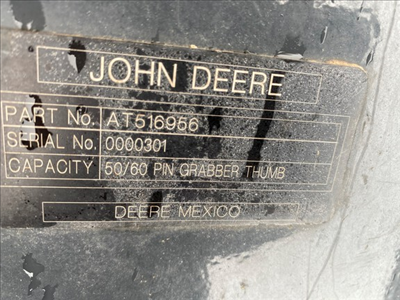 JOHN DEERE
PART No. AT516956
SERIAL No. 0000301
CAPACITY 50/60 PIN GRABBER THUMB
DEERE MEXICO